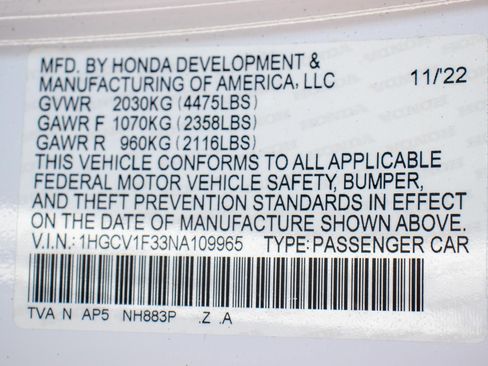 MFD. BY HONDA DEVELOPMENT &
MANUFACTURING OF AMERICA, LLC 11/'22
GVWR 2030KG (4475LBS)
GAWR F 1070KG (2358LBS)
GAWR R 960KG (2116LBS)
THIS VEHICLE CONFORMS TO ALL APPLICABLE
FEDERAL MOTOR VEHICLE SAFETY, BUMPER,
AND THEFT PREVENTION STANDARDS IN EFFECT
ON THE DATE OF MANUFACTURE SHOWN ABOVE.
V.I.N.: 1HGCV1F33NA109965 TYPE: PASSENGER CAR
TVA N AP5 NH883P .Z .A